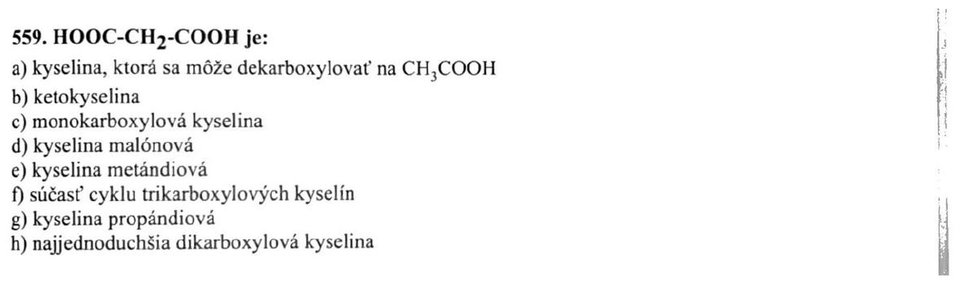 559. HOOC-CH₂-COOH je:
a) kyselina, ktorá sa môže dekarboxylovať na CH₃COOH
b) ketokyselina
c) monokarboxylová kyselina
d) kyselina malónová
e) kyselina metándiová
f) súčasť cyklu trikarboxylových kyselín
g) kyselina propándiová
h) najjednoduchšia dikarboxylová kyselina